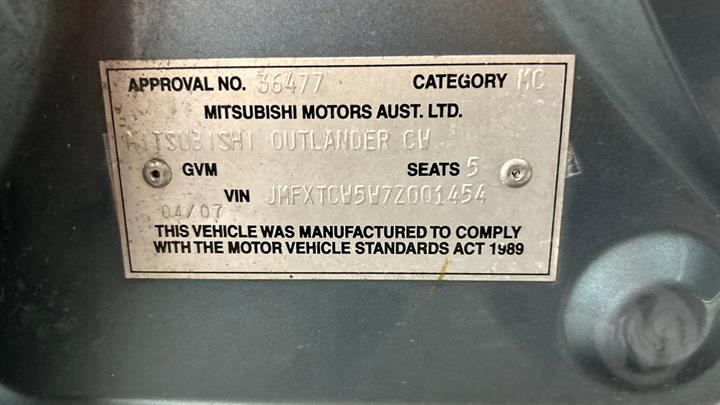 APPROVAL NO. 36477 CATEGORY MC
MITSUBISHI MOTORS AUST. LTD.
MITSUBISHI OUTLANDER CW
GVM SEATS 5
VIN JMFXTCW5W7Z001454
04/07
THIS VEHICLE WAS MANUFACTURED TO COMPLY
WITH THE MOTOR VEHICLE STANDARDS ACT 1989